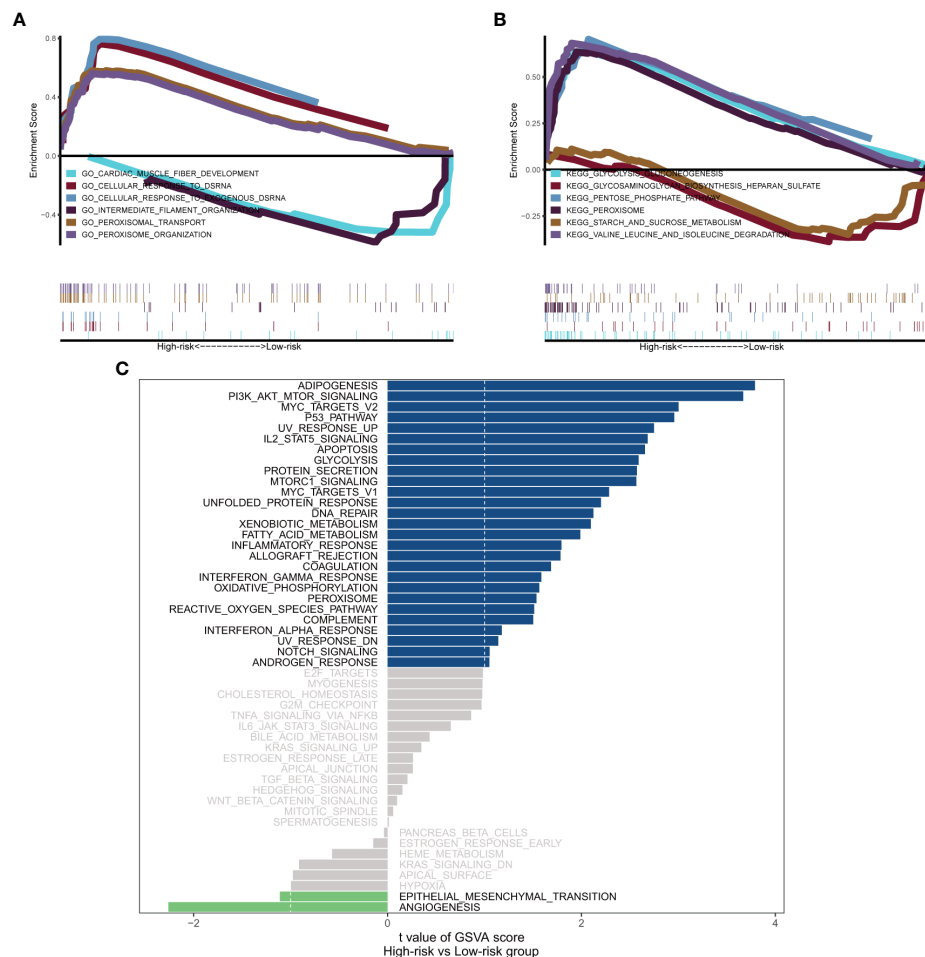 A
B
0.8
0.4
0.0
−0.4
Enrichment Score
GO_CARDIAC_MUSCLE_FIBER_DEVELOPMENT
GO_CELLULAR_RESPONSE_TO_DSRNA
GO_CELLULAR_RESPONSE_TO_EXOGENOUS_DSRNA
GO_INTERMEDIATE_FILAMENT_ORGANIZATION
GO_PEROXISOMAL_TRANSPORT
GO_PEROXISOME_ORGANIZATION
High-risk<----------->Low-risk
0.50
0.25
0.00
−0.25
Enrichment Score
KEGG_GLYCOLYSIS_GLUCONEOGENESIS
KEGG_GLYCOSAMINOGLYCAN_BIOSYNTHESIS_HEPARAN_SULFATE
KEGG_PENTOSE_PHOSPHATE_PATHWAY
KEGG_PEROXISOME
KEGG_STARCH_AND_SUCROSE_METABOLISM
KEGG_VALINE_LEUCINE_AND_ISOLEUCINE_DEGRADATION
High-risk<----------->Low-risk
C
ADIPOGENESIS
PI3K_AKT_MTOR_SIGNALING
MYC_TARGETS_V2
P53_PATHWAY
UV_RESPONSE_UP
IL2_STAT5_SIGNALING
APOPTOSIS
GLYCOLYSIS
PROTEIN_SECRETION
MTORC1_SIGNALING
MYC_TARGETS_V1
UNFOLDED_PROTEIN_RESPONSE
DNA_REPAIR
XENOBIOTIC_METABOLISM
FATTY_ACID_METABOLISM
INFLAMMATORY_RESPONSE
ALLOGRAFT_REJECTION
COAGULATION
INTERFERON_GAMMA_RESPONSE
OXIDATIVE_PHOSPHORYLATION
PEROXISOME
REACTIVE_OXYGEN_SPECIES_PATHWAY
COMPLEMENT
INTERFERON_ALPHA_RESPONSE
UV_RESPONSE_DN
NOTCH_SIGNALING
ANDROGEN_RESPONSE
E2F_TARGETS
MYOGENESIS
CHOLESTEROL_HOMEOSTASIS
G2M_CHECKPOINT
TNFA_SIGNALING_VIA_NFKB
IL6_JAK_STAT3_SIGNALING
BILE_ACID_METABOLISM
KRAS_SIGNALING_UP
ESTROGEN_RESPONSE_LATE
APICAL_JUNCTION
TGF_BETA_SIGNALING
HEDGEHOG_SIGNALING
WNT_BETA_CATENIN_SIGNALING
MITOTIC_SPINDLE
SPERMATOGENESIS
PANCREAS_BETA_CELLS
ESTROGEN_RESPONSE_EARLY
HEME_METABOLISM
KRAS_SIGNALING_DN
APICAL_SURFACE
HYPOXIA
EPITHELIAL_MESENCHYMAL_TRANSITION
ANGIOGENESIS
−2
0
2
4
t value of GSVA score
High-risk vs Low-risk group